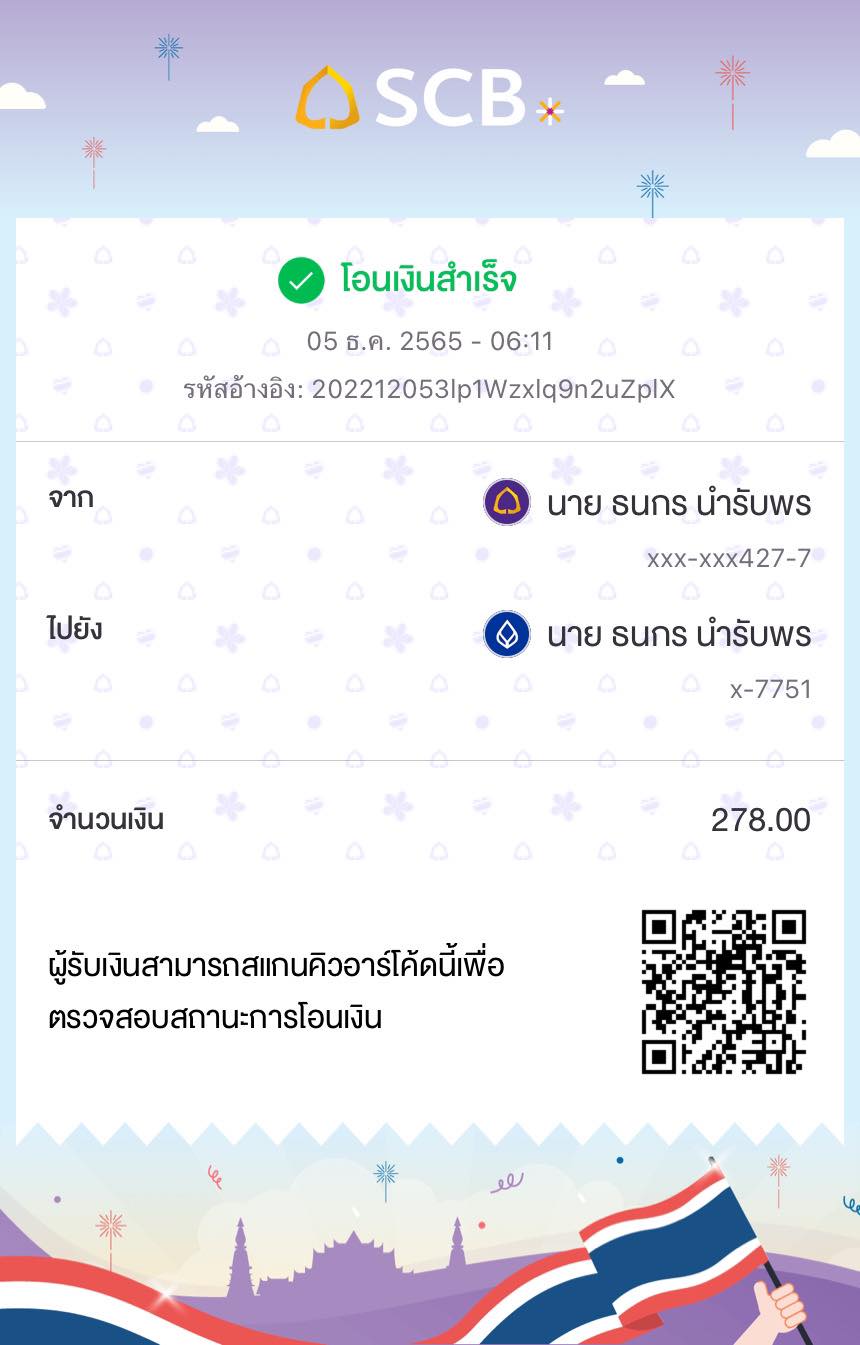 SCB
โอนเงินสำเร็จ
05 ธ.ค. 2565 - 06:11
รหัสอ้างอิง: 202212053lp1Wzxlq9n2uZplX
จาก
นาย ธนกร นำรับพร
xxx-xxx427-7
ไปยัง
นาย ธนกร นำรับพร
x-7751
จำนวนเงิน
278.00
ผู้รับเงินสามารถสแกนคิวอาร์โค้ดนี้เพื่อ
ตรวจสอบสถานะการโอนเงิน